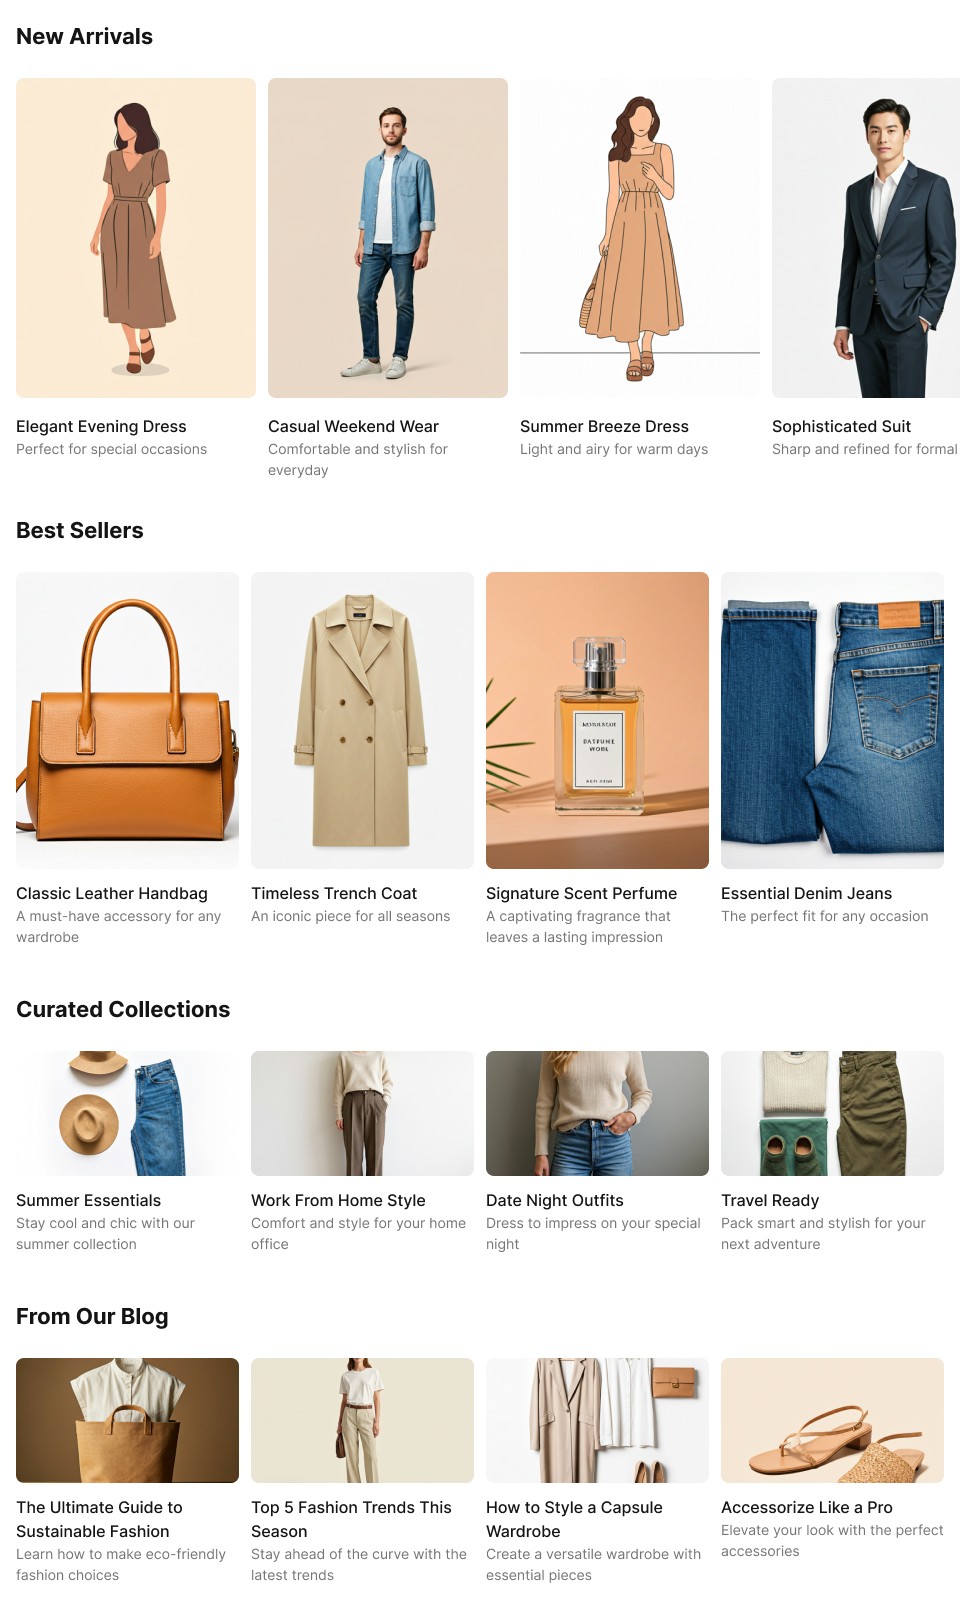 New Arrivals
Elegant Evening Dress
Perfect for special occasions
Casual Weekend Wear
Comfortable and stylish for
everyday
Summer Breeze Dress
Light and airy for warm days
Sophisticated Suit
Sharp and refined for formal
Best Sellers
Classic Leather Handbag
A must-have accessory for any
wardrobe
Timeless Trench Coat
An iconic piece for all seasons
Signature Scent Perfume
A captivating fragrance that
leaves a lasting impression
Essential Denim Jeans
The perfect fit for any occasion
Curated Collections
Summer Essentials
Stay cool and chic with our
summer collection
Work From Home Style
Comfort and style for your home
office
Date Night Outfits
Dress to impress on your special
night
Travel Ready
Pack smart and stylish for your
next adventure
From Our Blog
The Ultimate Guide to
Sustainable Fashion
Learn how to make eco-friendly
fashion choices
Top 5 Fashion Trends This
Season
Stay ahead of the curve with the
latest trends
How to Style a Capsule
Wardrobe
Create a versatile wardrobe with
essential pieces
Accessorize Like a Pro
Elevate your look with the perfect
accessories